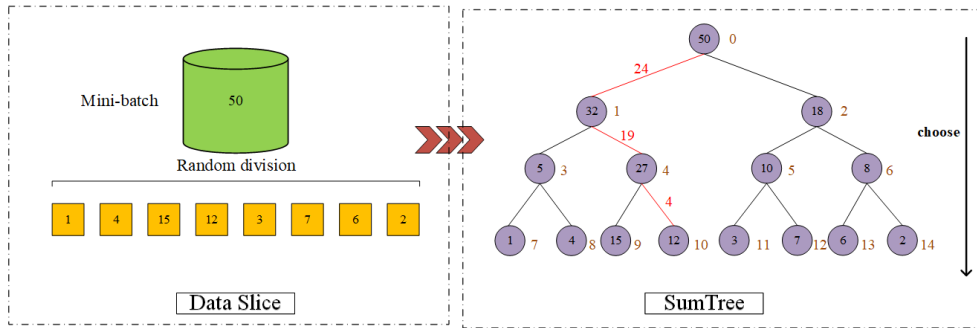 Mini-batch
50
Random division
1 4 15 12 3 7 6 2
Data Slice
50 0
24
32 1 18 2
19
5 3 27 4 10 5 8 6
4
1 7 4 8 15 9 12 10 3 11 7 12 6 13 2 14
choose
SumTree